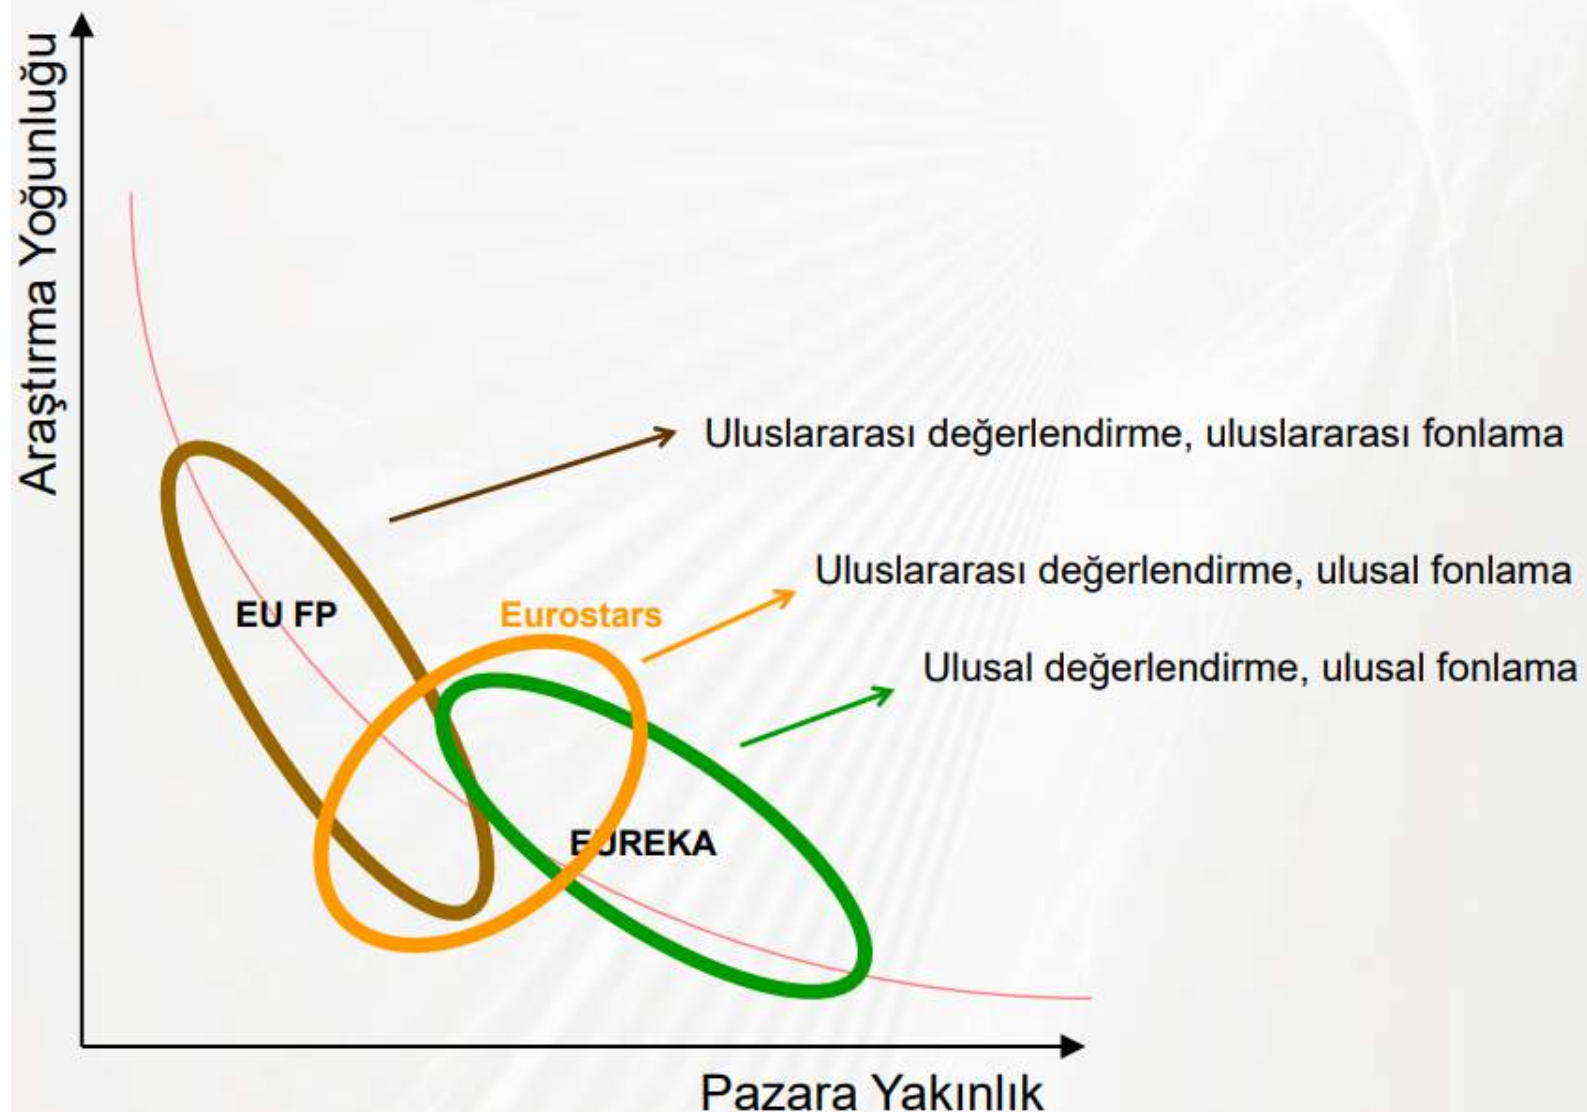 Araştırma Yoğunluğu
Uluslararası değerlendirme, uluslararası fonlama
Uluslararası değerlendirme, ulusal fonlama
EU FP
Eurostars
Ulusal değerlendirme, ulusal fonlama
EUREKA
Pazara Yakınlık